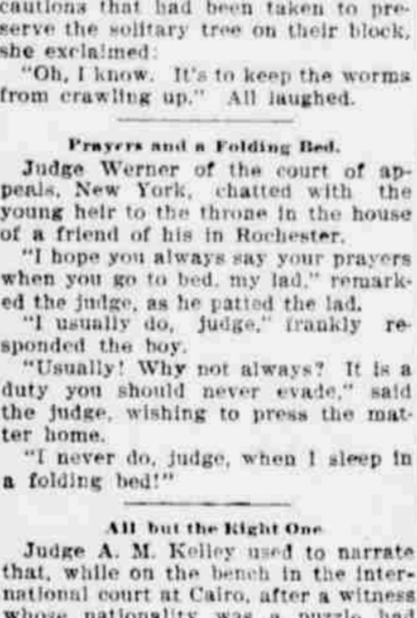 cautions that had been taken to pre-
serve the solitary tree on their block,
she exclaimed:
"Oh, I know. It's to keep the worms
from crawling up." All laughed.
Prayers and a Folding Bed.
Judge Werner of the court of ap-
peals, New York, chatted with the
young heir to the throne in the house
of a friend of his in Rochester.
"I hope you always say your prayers
when you go to bed, my lad," remark-
ed the judge, as he patted the lad.
"I usually do, judge," frankly re-
sponded the boy.
"Usually! Why not always? It is a
duty you should never evade," said
the judge, wishing to press the mat-
ter home.
"I never do, judge, when I sleep in
a folding bed!"
All but the Right One
Judge A. M. Kelley used to narrate
that, while on the bench in the inter-
national court at Cairo, after a witness
whose nationality was a puzzle had